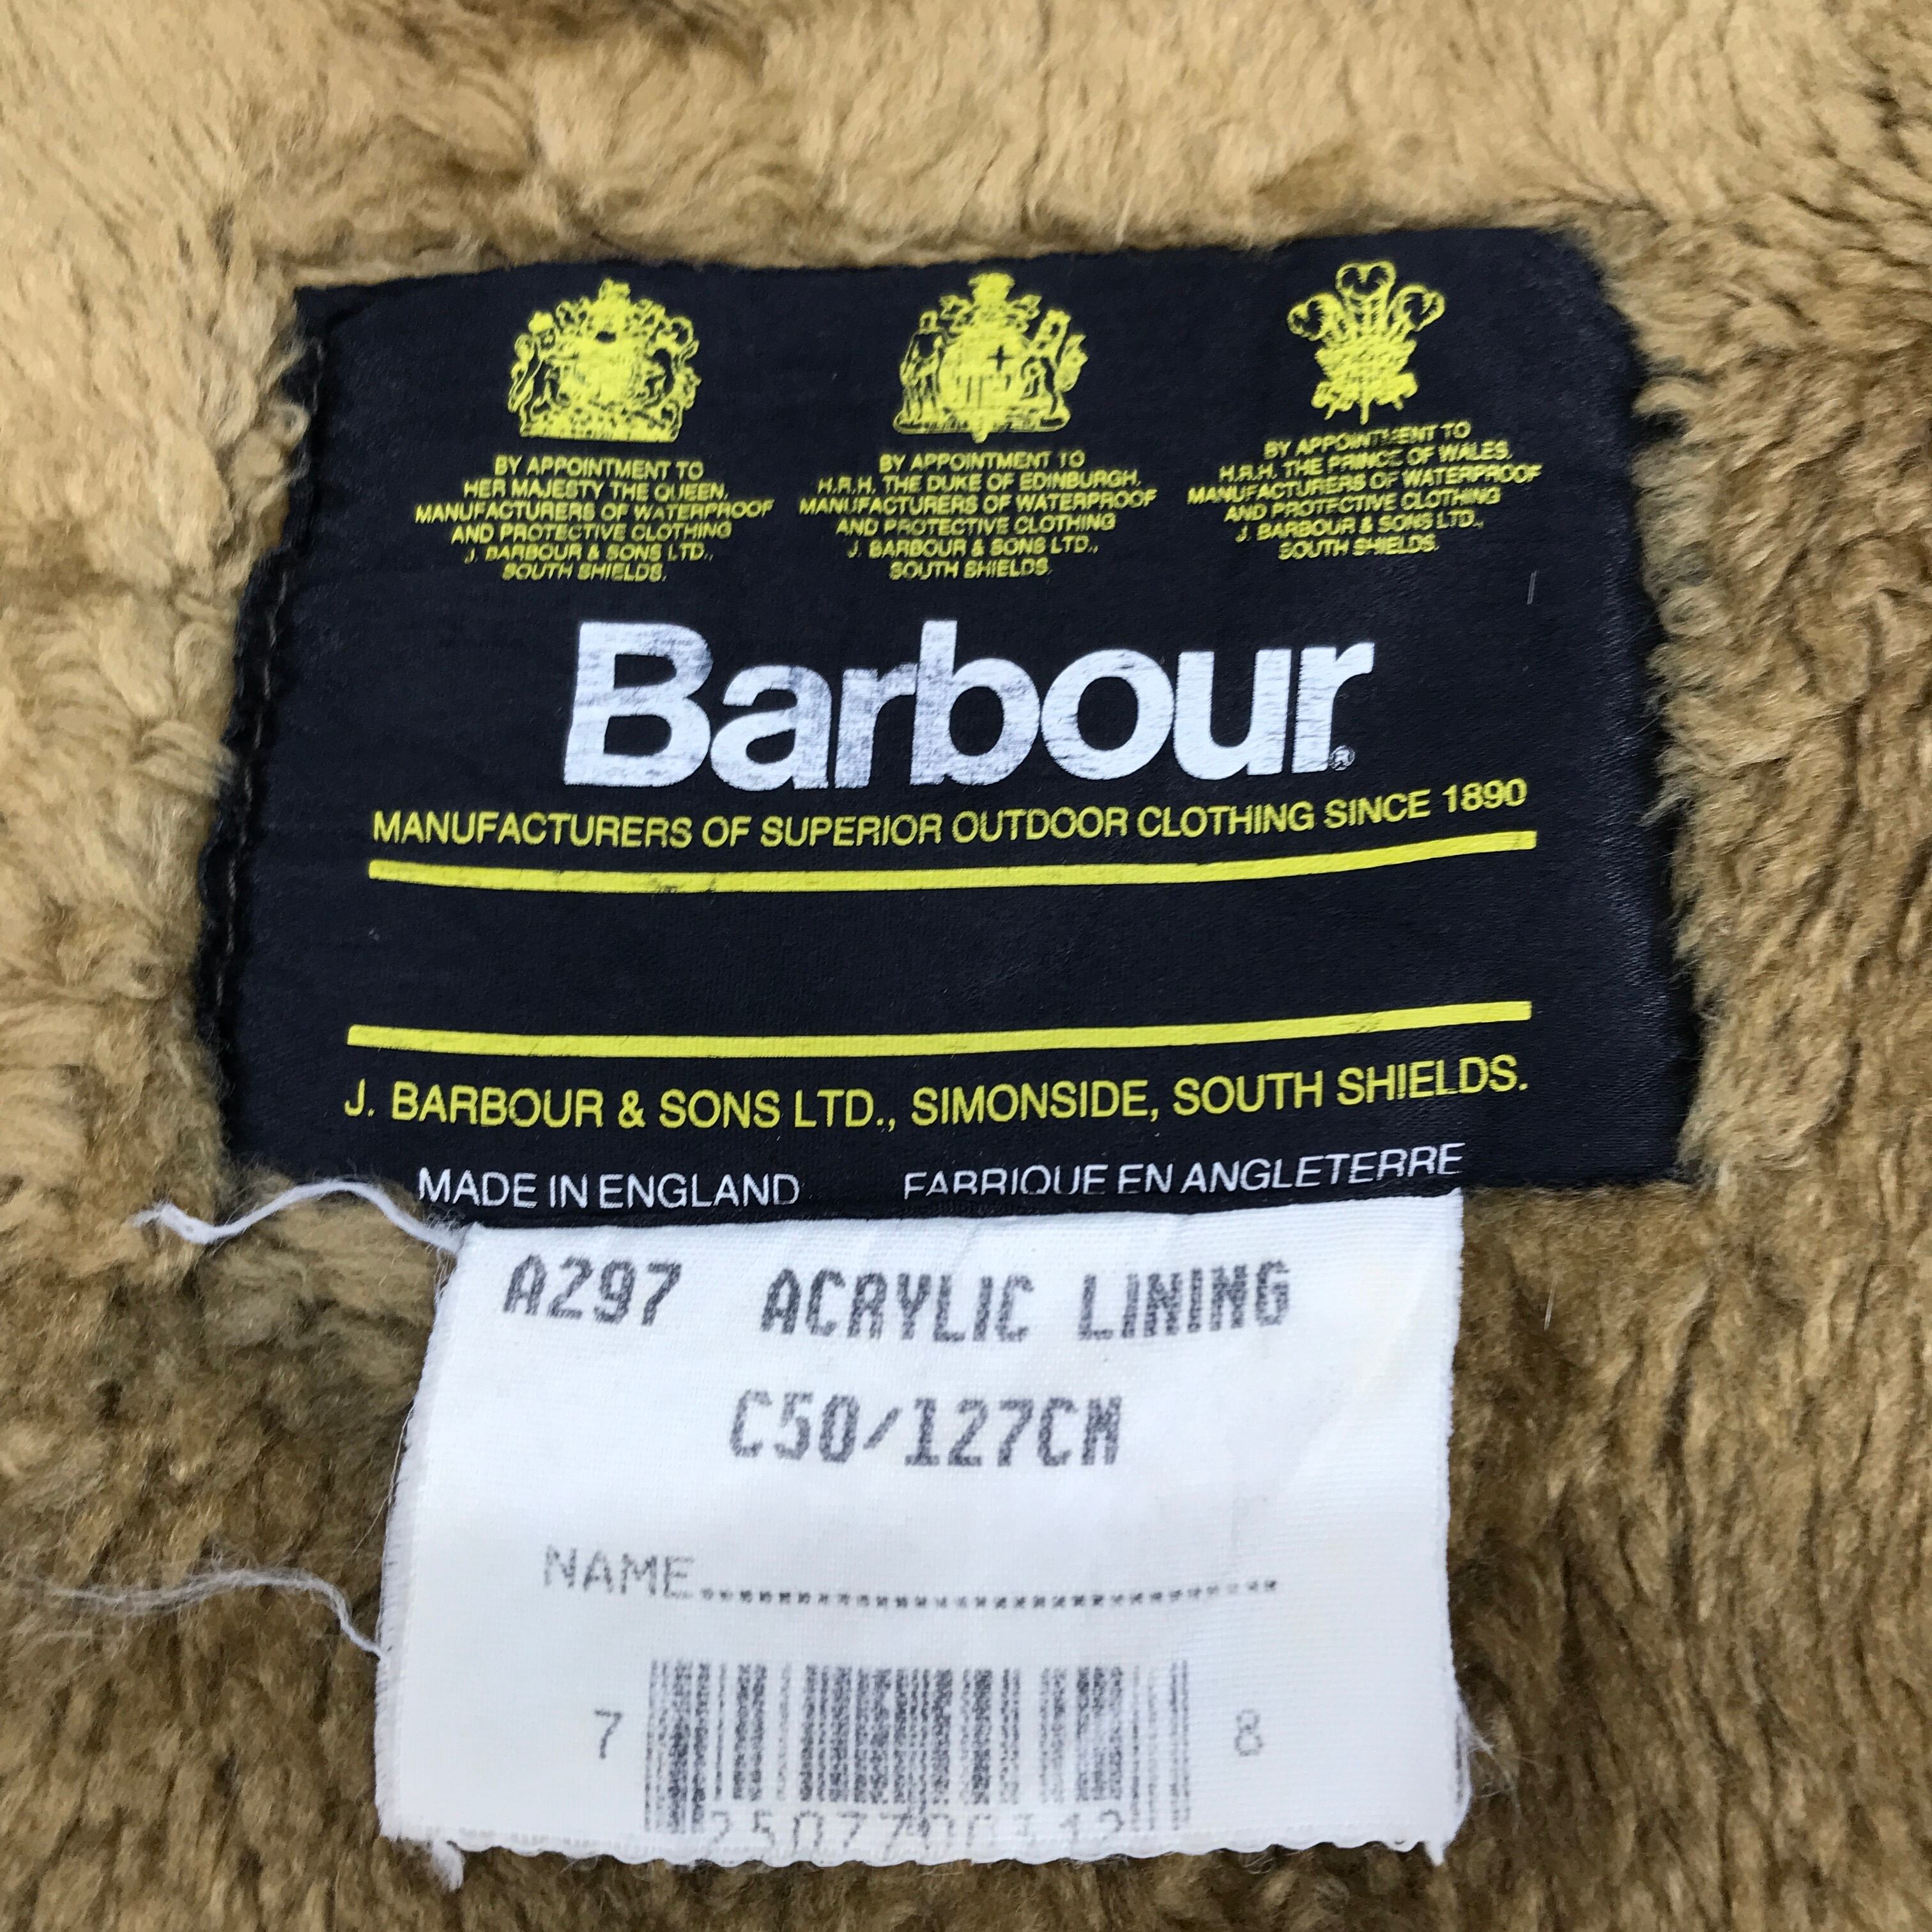 BY APPOINTMENT TO
HER MAJESTY THE QUEEN.
MANUFACTURERS OF WATERPROOF
AND PROTECTIVE CLOTHING
J. BARBOUR & SONS LTD.,
SOUTH SHIELDS.
BY APPOINTMENT TO
H.R.H. THE DUKE OF EDINBURGH.
MANUFACTURERS OF WATERPROOF
AND PROTECTIVE CLOTHING
J. BARBOUR & SONS LTD.,
SOUTH SHIELDS.
BY APPOINTMENT TO
H.R.H. THE PRINCE OF WALES.
MANUFACTURERS OF WATERPROOF
AND PROTECTIVE CLOTHING
J. BARBOUR & SONS LTD.,
SOUTH SHIELDS.
Barbour®
MANUFACTURERS OF SUPERIOR OUTDOOR CLOTHING SINCE 1890
J. BARBOUR & SONS LTD., SIMONSIDE, SOUTH SHIELDS.
MADE IN ENGLAND FABRIQUE EN ANGLETERRE
A297 ACRYLIC LINING
C50/127CM
NAME..............................
7 8